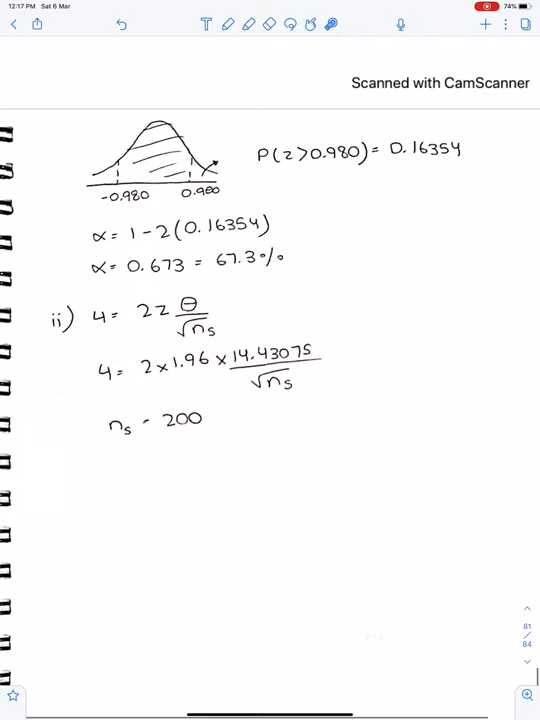 12:17 PM Sat 6 Mar
74%
Scanned with CamScanner
P(z>0.980) = 0.16354
-0.980 0.980
α = 1-2(0.16354)
α = 0.673 = 67.3%
ii) 4 = 2z θ/√ns
4 = 2×1.96× 14.43075/√ns
ns - 200
81
/
84